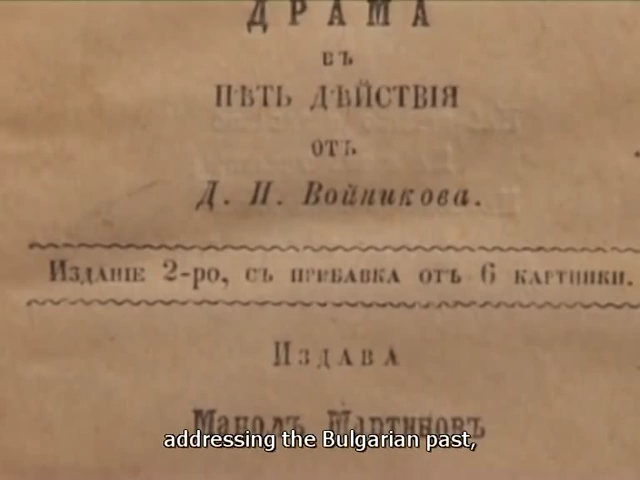 ДРАМА
въ
ПѢТЬ ДѢЙСТВІЯ
отъ
Д. П. Войникова.
Изданіе 2-ро, съ прибавка отъ 6 картинки.
Издава
Манолъ Мартиновъ
addressing the Bulgarian past,